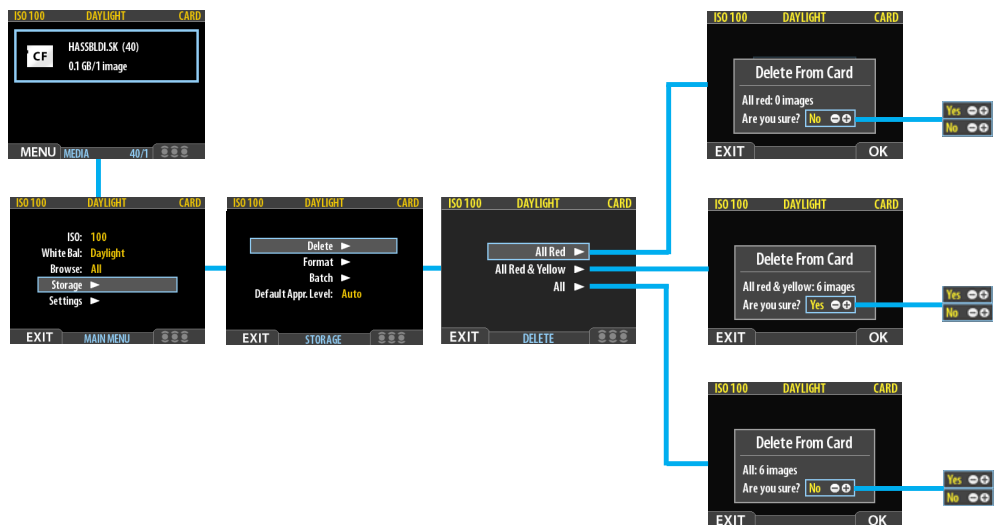 ISO 100 DAYLIGHT CARD
CF
HASSBLDI.SK (40)
0.1 GB/1 image
MENU MEDIA 40/1
ISO 100 DAYLIGHT CARD
ISO: 100
White Bal: Daylight
Browse: All
Storage
Settings
EXIT MAIN MENU
ISO 100 DAYLIGHT CARD
Delete
Format
Batch
Default Appr. Level: Auto
EXIT STORAGE
ISO 100 DAYLIGHT CARD
All Red
All Red & Yellow
All
EXIT DELETE
ISO 100 DAYLIGHT CARD
Delete From Card
All red: 0 images
Are you sure? No
EXIT OK
Yes
No
ISO 100 DAYLIGHT CARD
Delete From Card
All red & yellow: 6 images
Are you sure? Yes
EXIT OK
Yes
No
ISO 100 DAYLIGHT CARD
Delete From Card
All: 6 images
Are you sure? No
EXIT OK
Yes
No